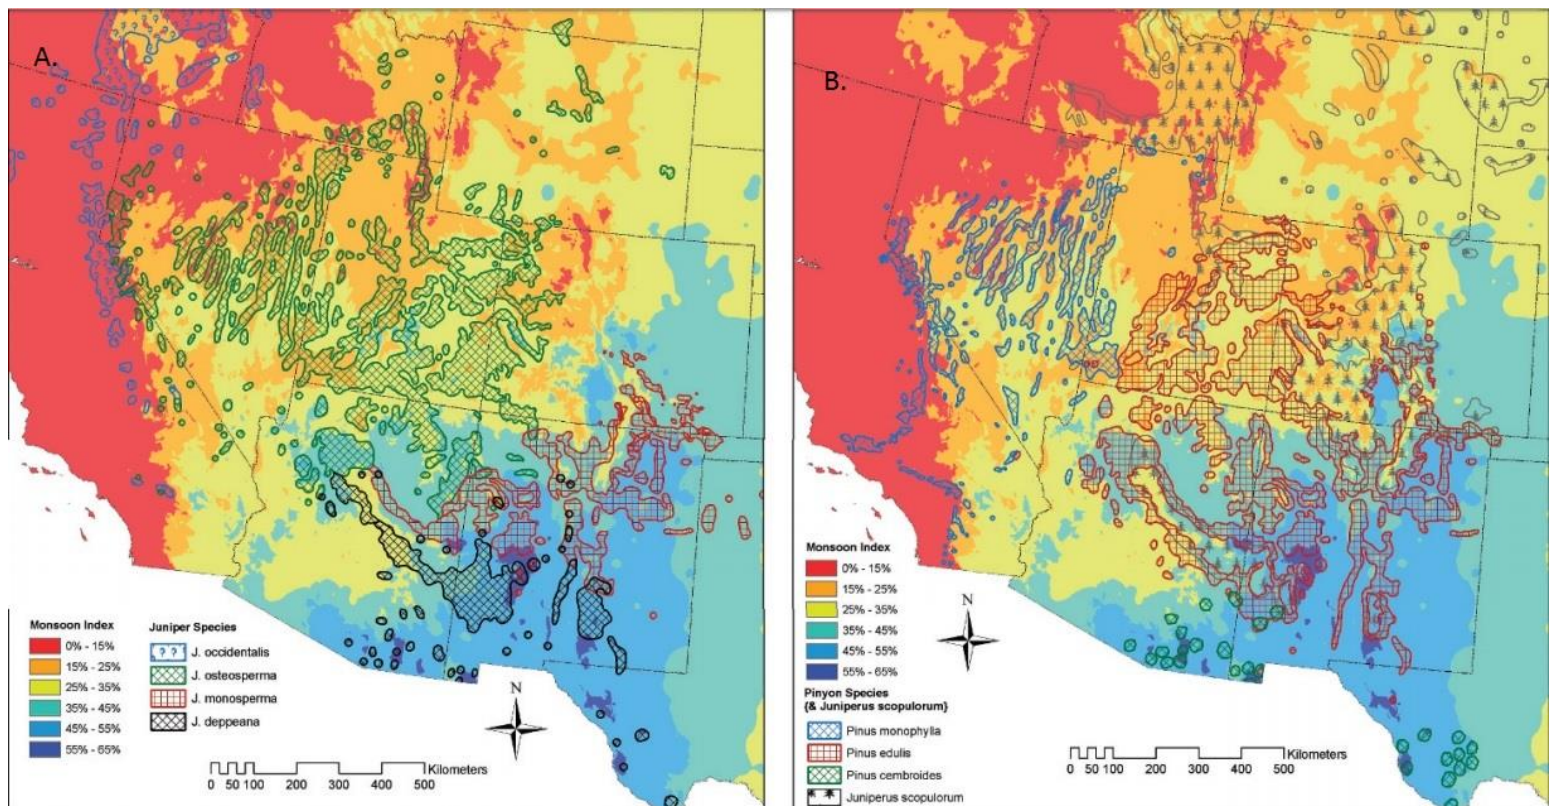 A.
Monsoon Index
0% - 15%
15% - 25%
25% - 35%
35% - 45%
45% - 55%
55% - 65%
Juniper Species
J. occidentalis
J. osteosperma
J. monosperma
J. deppeana
N
Kilometers
0 50 100 200 300 400 500
B.
Monsoon Index
0% - 15%
15% - 25%
25% - 35%
35% - 45%
45% - 55%
55% - 65%
Pinyon Species
{& Juniperus scopulorum}
Pinus monophylla
Pinus edulis
Pinus cembroides
Juniperus scopulorum
N
Kilometers
0 50 100 200 300 400 500